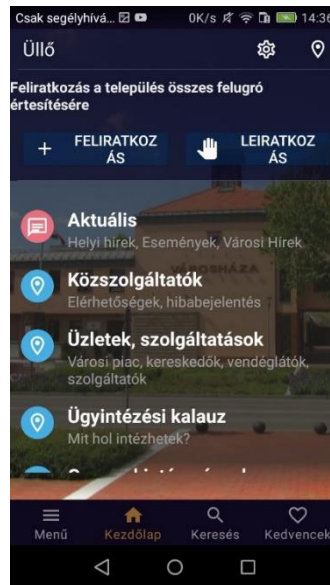 Csak segélyhívá...
0K/s
14:36
Üllő
Feliratkozás a település összes felugró
értesítésére
+ FELIRATKOZ
ÁS
LEIRATKOZ
ÁS
Aktuális
Helyi hírek, Események, Városi Hírek
VÁROSHÁZA
Közszolgáltatók
Elérhetőségek, hibabejelentés
Üzletek, szolgáltatások
Városi piac, kereskedők, vendéglátók,
szolgáltatók
Ügyintézési kalauz
Mit hol intézhetek?
Menü
Kezdőlap
Keresés
Kedvencek